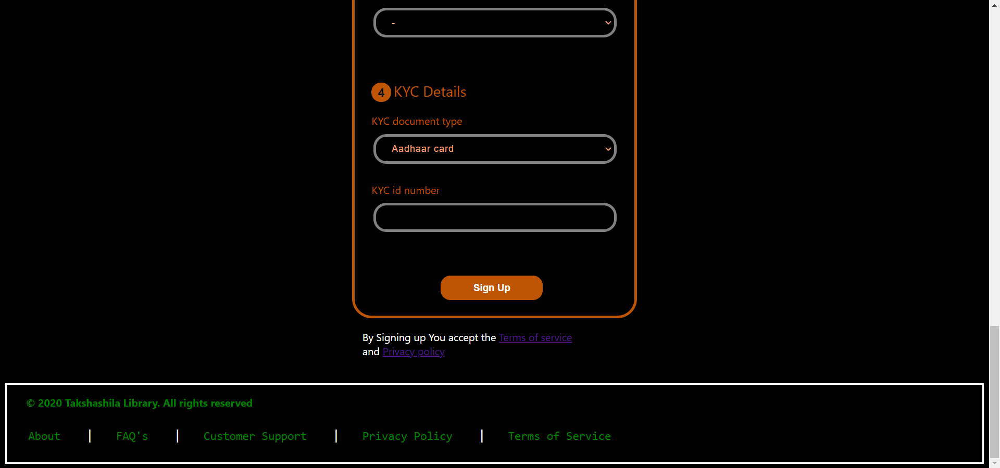 -
4 KYC Details
KYC document type
Aadhaar card
KYC id number
Sign Up
By Signing up You accept the Terms of service
and Privacy policy
© 2020 Takshashila Library. All rights reserved
About | FAQ's | Customer Support | Privacy Policy | Terms of Service